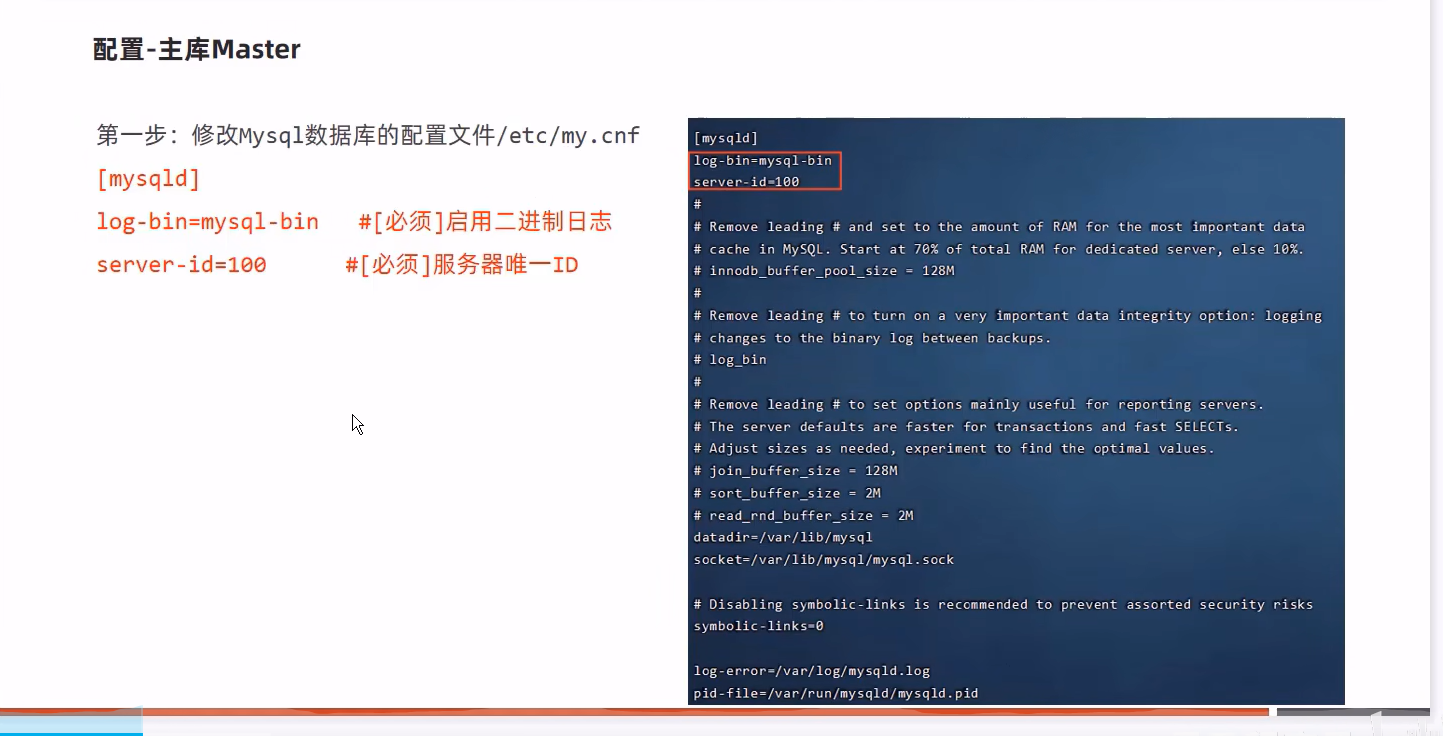 配置-主库Master
第一步：修改Mysql数据库的配置文件/etc/my.cnf
[mysqld]
log-bin=mysql-bin #[必须]启用二进制日志
server-id=100 #[必须]服务器唯一ID
[mysqld]
log-bin=mysql-bin
server-id=100
#
# Remove leading # and set to the amount of RAM for the most important data
# cache in MySQL. Start at 70% of total RAM for dedicated server, else 10%.
# innodb_buffer_pool_size = 128M
#
# Remove leading # to turn on a very important data integrity option: logging
# changes to the binary log between backups.
# log_bin
#
# Remove leading # to set options mainly useful for reporting servers.
# The server defaults are faster for transactions and fast SELECTs.
# Adjust sizes as needed, experiment to find the optimal values.
# join_buffer_size = 128M
# sort_buffer_size = 2M
# read_rnd_buffer_size = 2M
datadir=/var/lib/mysql
socket=/var/lib/mysql/mysql.sock
# Disabling symbolic-links is recommended to prevent assorted security risks
symbolic-links=0
log-error=/var/log/mysqld.log
pid-file=/var/run/mysqld/mysqld.pid